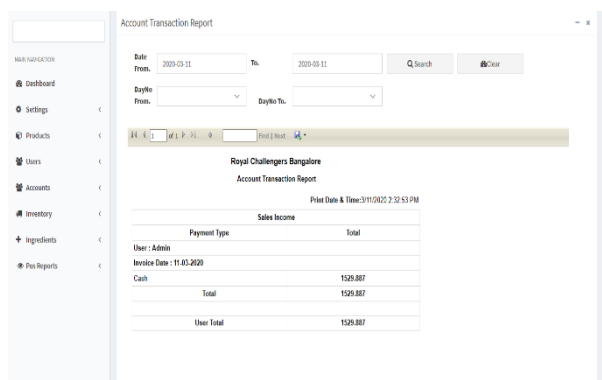 Account Transaction Report
MAIN NAVIGATION
Dashboard
Settings
Products
Users
Accounts
Inventory
Ingredients
Pos Reports
Date From. 2020-03-11 To. 2020-03-11 Search Clear
DayNo From. DayNo To.
1 of 1 Find | Next
Royal Challengers Bangalore
Account Transaction Report
Print Date & Time:3/11/2020 2:32:53 PM
Sales Income
Payment Type Total
User : Admin
Invoice Date : 11-03-2020
Cash 1529.887
Total 1529.887
User Total 1529.887